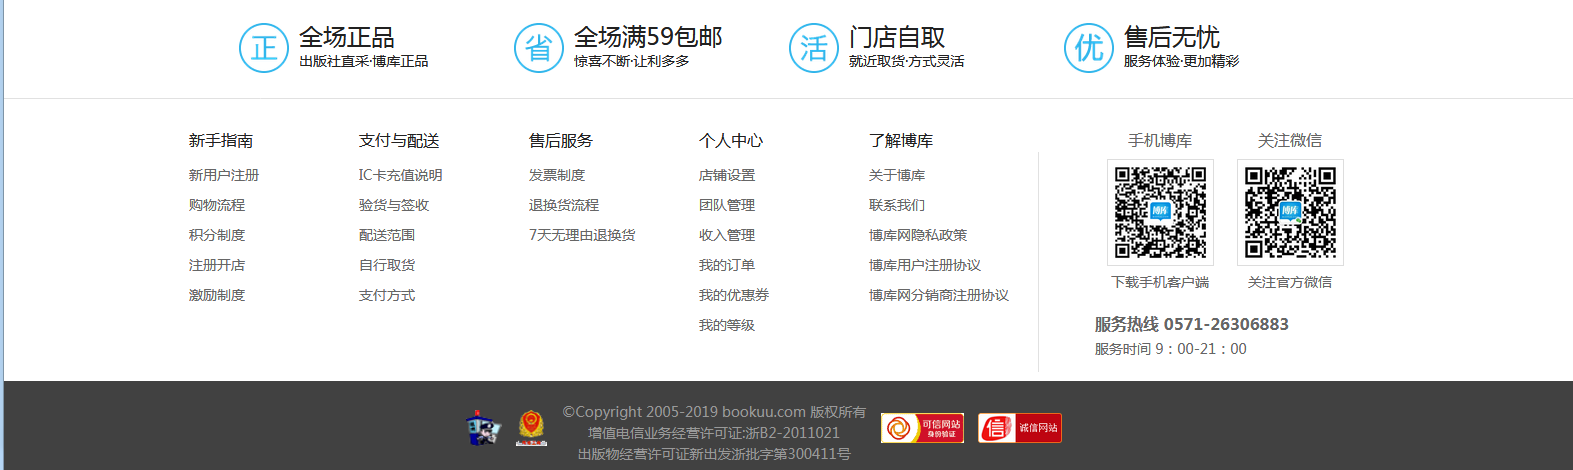 正 全场正品
出版社直采·博库正品
省 全场满59包邮
惊喜不断·让利多多
活 门店自取
就近取货·方式灵活
优 售后无忧
服务体验·更加精彩
新手指南
新用户注册
购物流程
积分制度
注册开店
激励制度
支付与配送
IC卡充值说明
验货与签收
配送范围
自行取货
支付方式
售后服务
发票制度
退换货流程
7天无理由退换货
个人中心
店铺设置
团队管理
收入管理
我的订单
我的优惠券
我的等级
了解博库
关于博库
联系我们
博库网隐私政策
博库用户注册协议
博库网分销商注册协议
手机博库
博库
下载手机客户端
关注微信
博库
关注官方微信
服务热线 0571-26306883
服务时间 9：00-21：00
©Copyright 2005-2019 bookuu.com 版权所有
增值电信业务经营许可证:浙B2-2011021
出版物经营许可证新出发浙批字第300411号
可信网站
身份验证
信 诚信网站